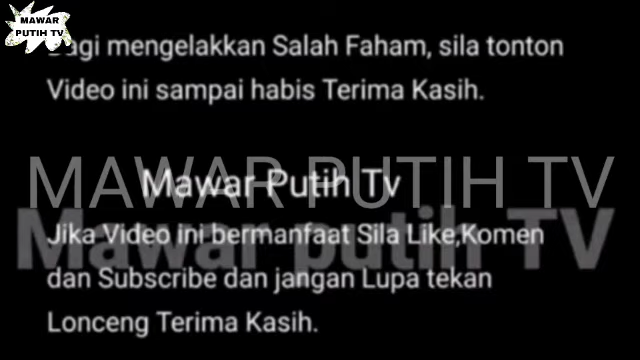 MAWAR
PUTIH TV
Bagi mengelakkan Salah Faham, sila tonton
Video ini sampai habis Terima Kasih.
MAWAR PUTIH TV
Mawar Putih Tv
Mawar putih TV
Jika Video ini bermanfaat Sila Like,Komen
dan Subscribe dan jangan Lupa tekan
Lonceng Terima Kasih.